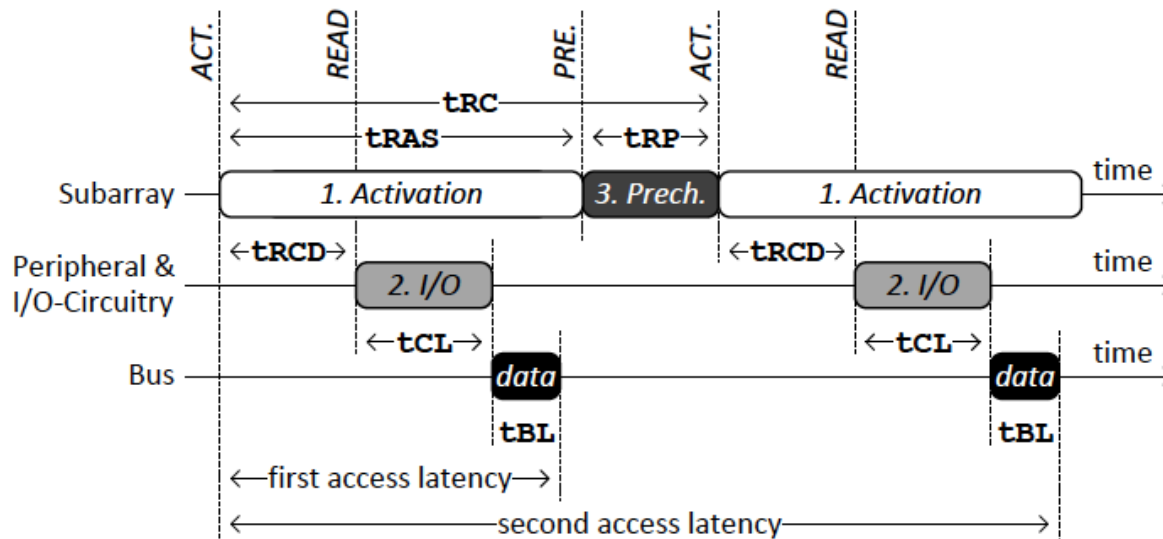 ACT.
READ
PRE.
ACT.
READ
tRC
tRAS
tRP
Subarray
1. Activation
3. Prech.
1. Activation
time
tRCD
tRCD
Peripheral &
I/O-Circuitry
2. I/O
2. I/O
time
tCL
tCL
Bus
data
data
time
tBL
tBL
first access latency
second access latency